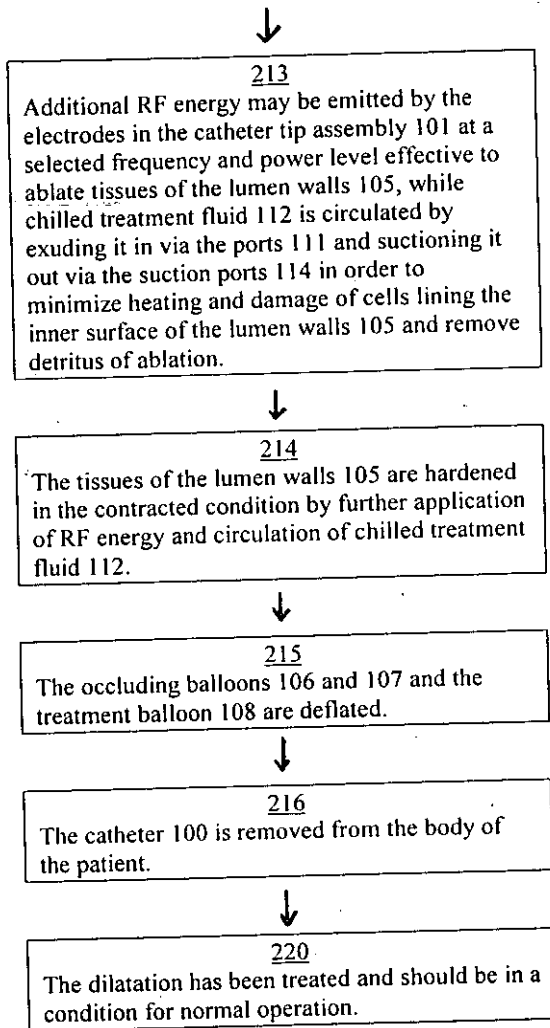 213
Additional RF energy may be emitted by the
electrodes in the catheter tip assembly 101 at a
selected frequency and power level effective to
ablate tissues of the lumen walls 105, while
chilled treatment fluid 112 is circulated by
exuding it in via the ports 111 and suctioning it
out via the suction ports 114 in order to
minimize heating and damage of cells lining the
inner surface of the lumen walls 105 and remove
detritus of ablation.
214
The tissues of the lumen walls 105 are hardened
in the contracted condition by further application
of RF energy and circulation of chilled treatment
fluid 112.
215
The occluding balloons 106 and 107 and the
treatment balloon 108 are deflated.
216
The catheter 100 is removed from the body of
the patient.
220
The dilatation has been treated and should be in a
condition for normal operation.